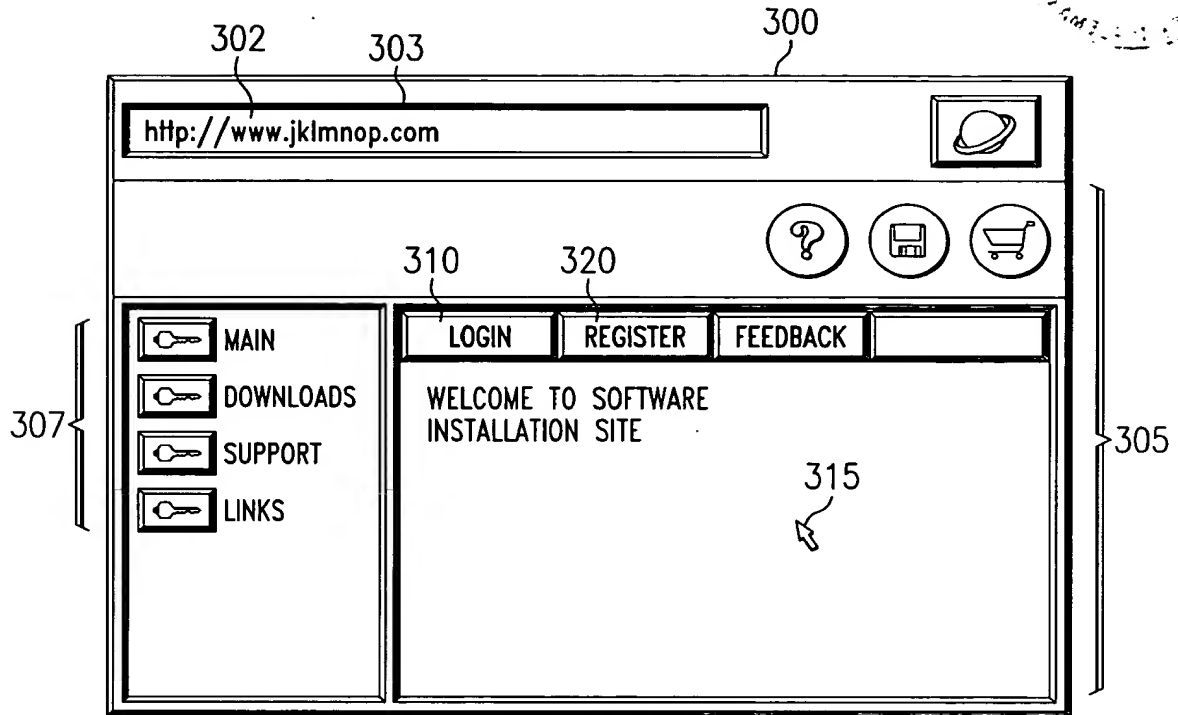 300
302
303
http://www.jklmnop.com
?
310
320
LOGIN REGISTER FEEDBACK
MAIN
DOWNLOADS
SUPPORT
LINKS
307
WELCOME TO SOFTWARE
INSTALLATION SITE
305
315